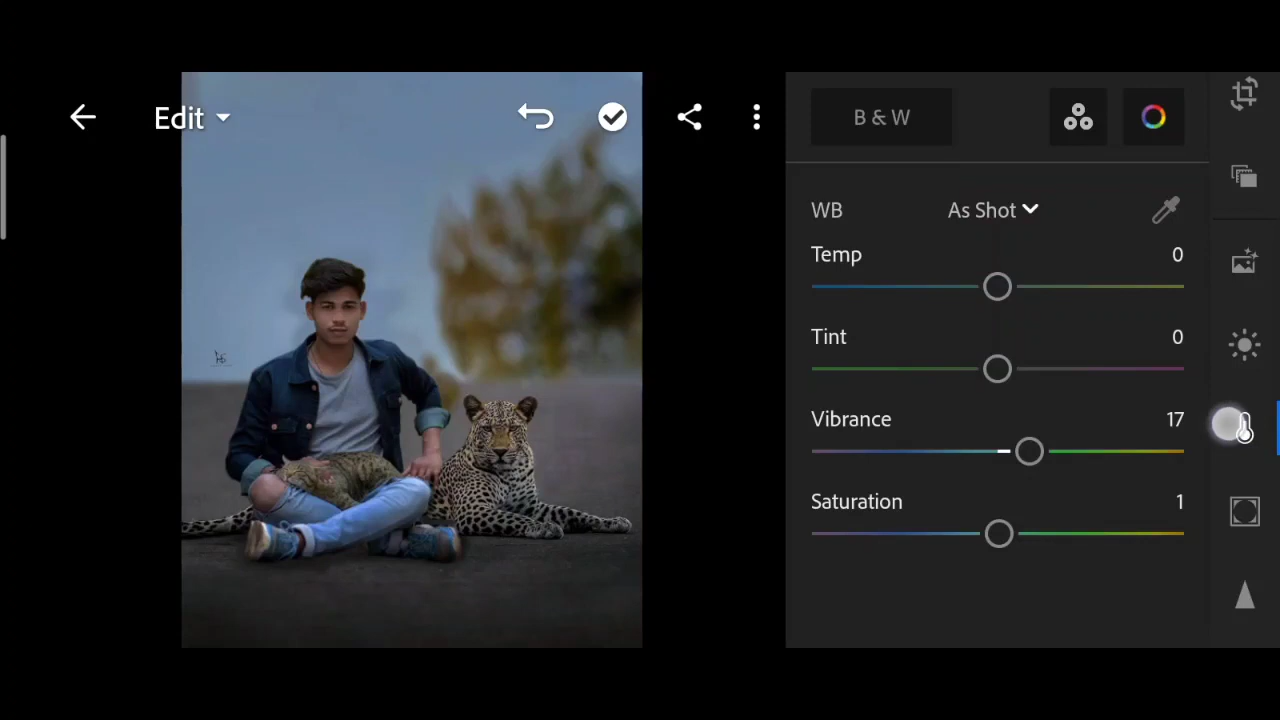 Edit
B & W
WB As Shot
Temp 0
Tint 0
Vibrance 17
Saturation 1